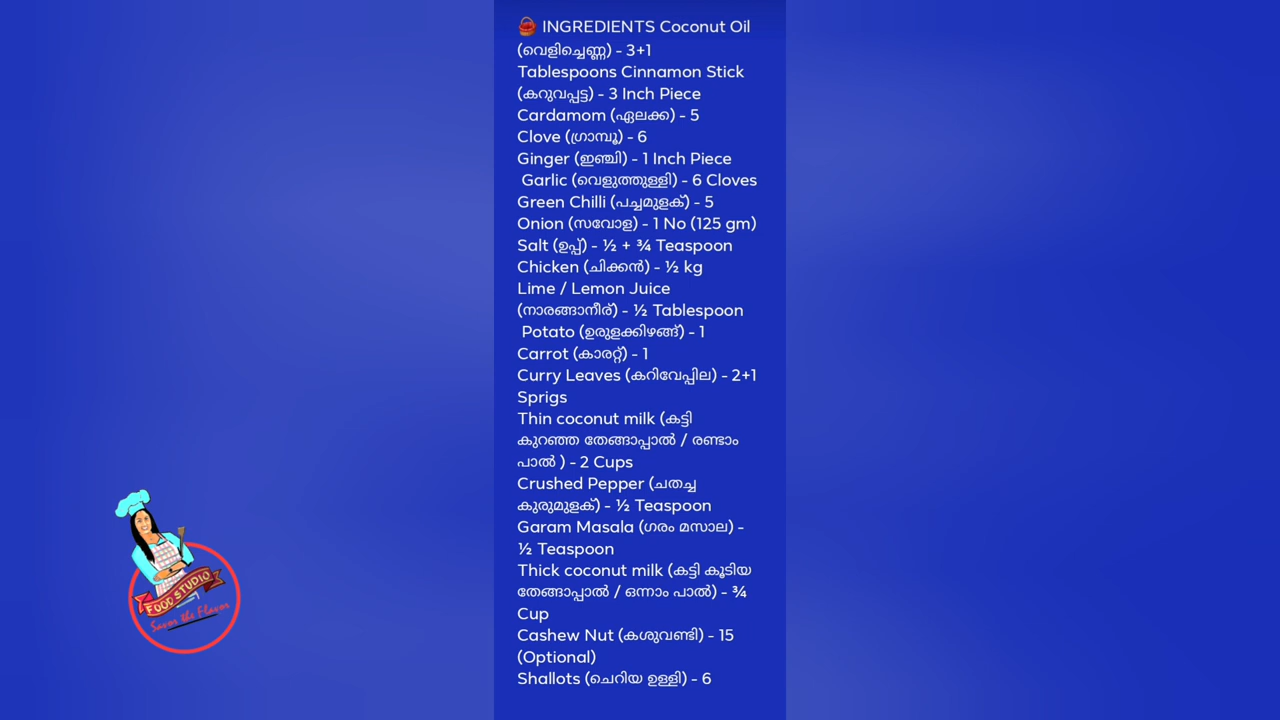 INGREDIENTS Coconut Oil
(വെളിച്ചെണ്ണ) - 3+1
Tablespoons Cinnamon Stick
(കറുവപ്പട്ട) - 3 Inch Piece
Cardamom (ഏലക്ക) - 5
Clove (ഗ്രാമ്പൂ) - 6
Ginger (ഇഞ്ചി) - 1 Inch Piece
Garlic (വെളുത്തുള്ളി) - 6 Cloves
Green Chilli (പച്ചമുളക്) - 5
Onion (സവോള) - 1 No (125 gm)
Salt (ഉപ്പ്) - ½ + ¾ Teaspoon
Chicken (ചിക്കൻ) - ½ kg
Lime / Lemon Juice
(നാരങ്ങാനീര്) - ½ Tablespoon
Potato (ഉരുളക്കിഴങ്ങ്) - 1
Carrot (കാരറ്റ്) - 1
Curry Leaves (കറിവേപ്പില) - 2+1
Sprigs
Thin coconut milk (കട്ടി
കുറഞ്ഞ തേങ്ങാപ്പാൽ / രണ്ടാം
പാൽ ) - 2 Cups
Crushed Pepper (ചതച്ച
കുരുമുളക്) - ½ Teaspoon
Garam Masala (ഗരം മസാല) -
½ Teaspoon
Thick coconut milk (കട്ടി കൂടിയ
തേങ്ങാപ്പാൽ / ഒന്നാം പാൽ) - ¾
Cup
Cashew Nut (കശുവണ്ടി) - 15
(Optional)
Shallots (ചെറിയ ഉള്ളി) - 6
FOOD STUDIO
Savor the Flavor